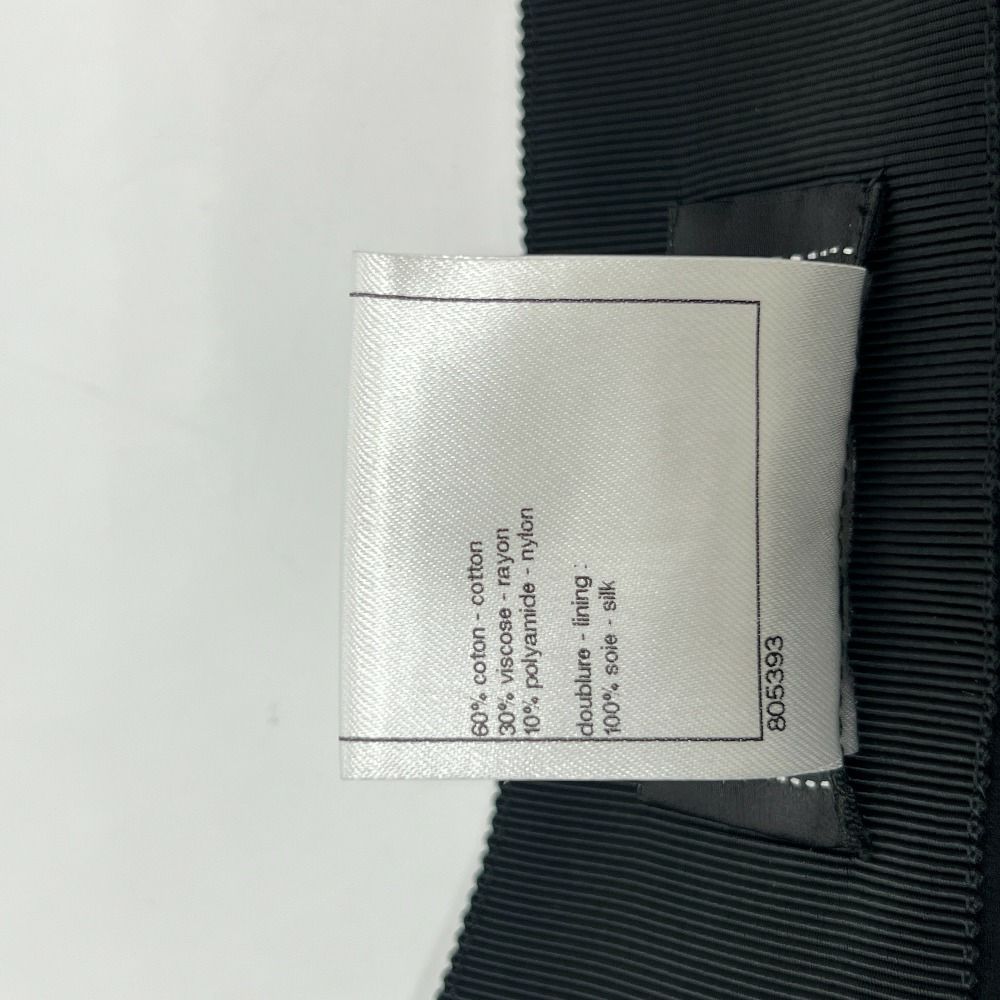 60% coton - cotton
30% viscose - rayon
10% polyamide - nylon
doublure - lining :
100% soie - silk
805393